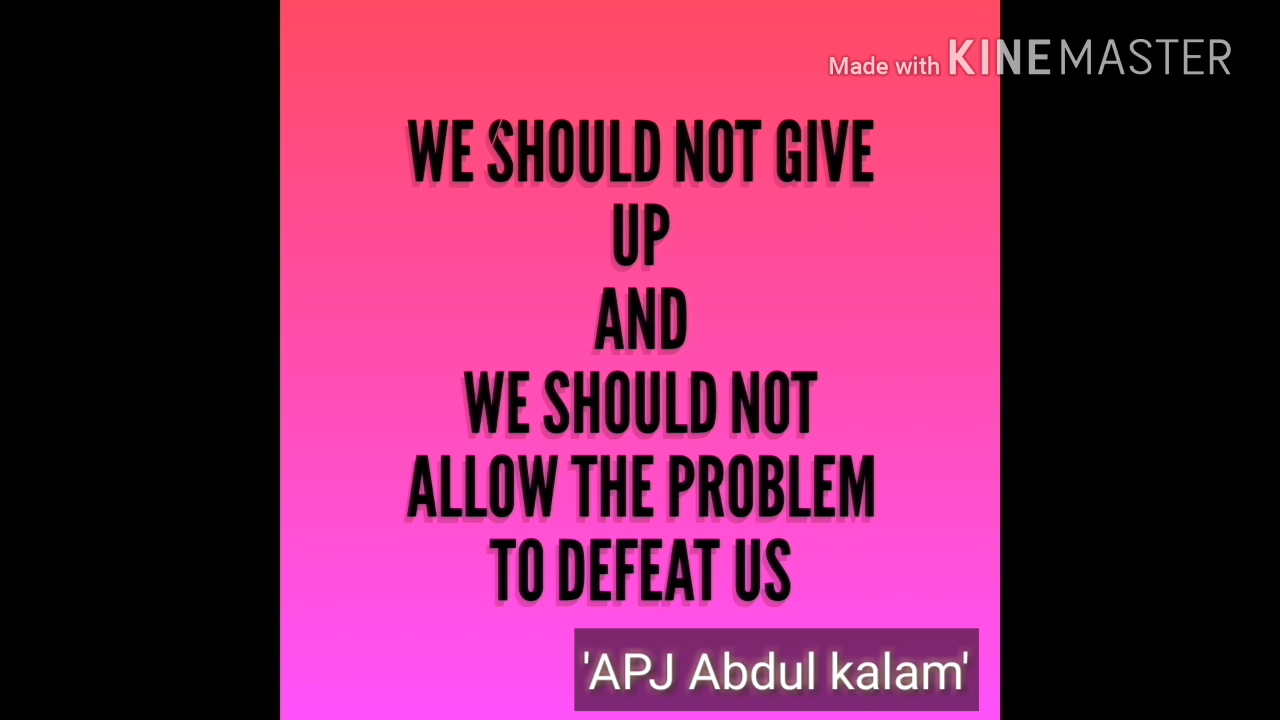 Made with KINEMASTER
WE SHOULD NOT GIVE
UP
AND
WE SHOULD NOT
ALLOW THE PROBLEM
TO DEFEAT US
'APJ Abdul kalam'